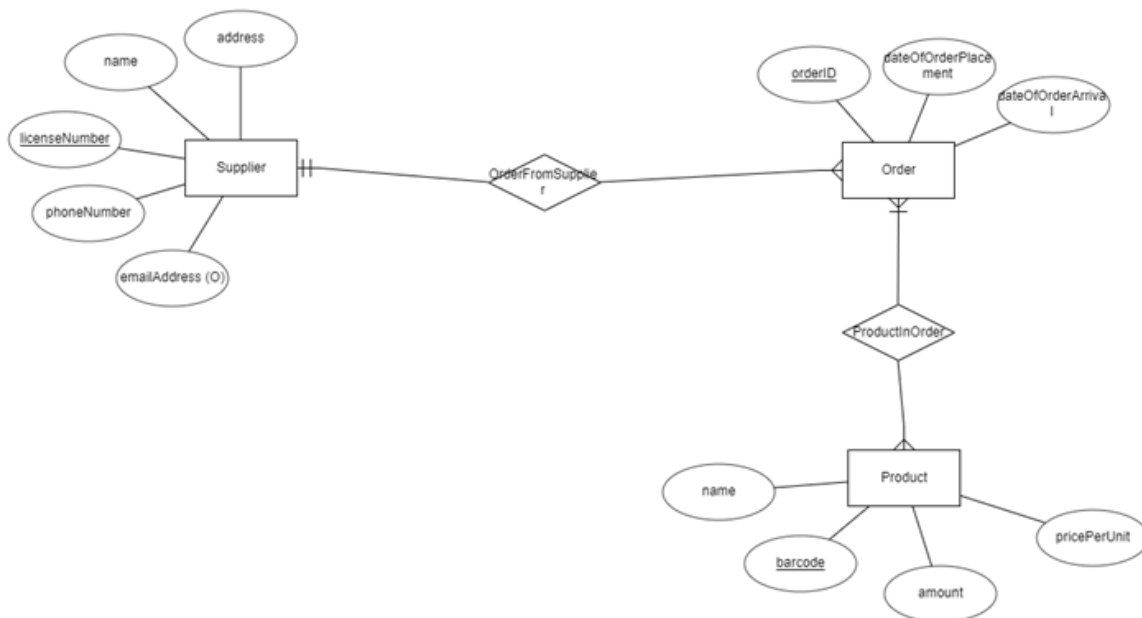 address
name
orderID
dateOfOrderPlace
ment
dateOfOrderArriva
l
licenseNumber
Supplier
OrderFromSupplie
r
Order
phoneNumber
emailAddress (O)
ProductInOrder
name
Product
pricePerUnit
barcode
amount